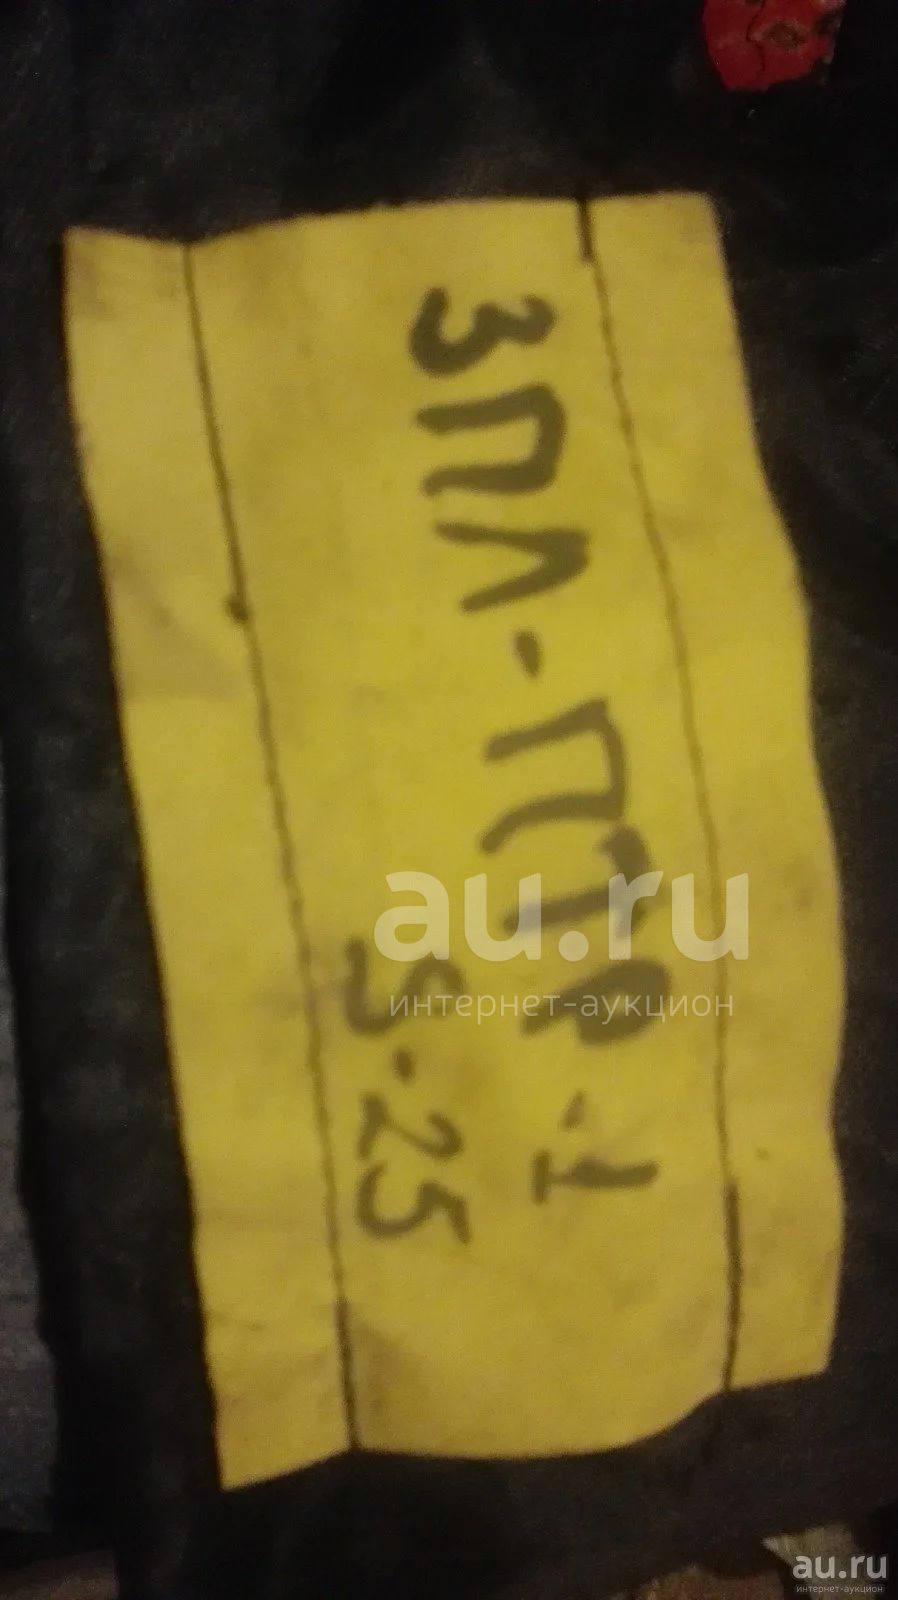 ЗПЛ-ПТР-1
S-25
au.ru
интернет-аукцион
au.ru
интернет-аукцион